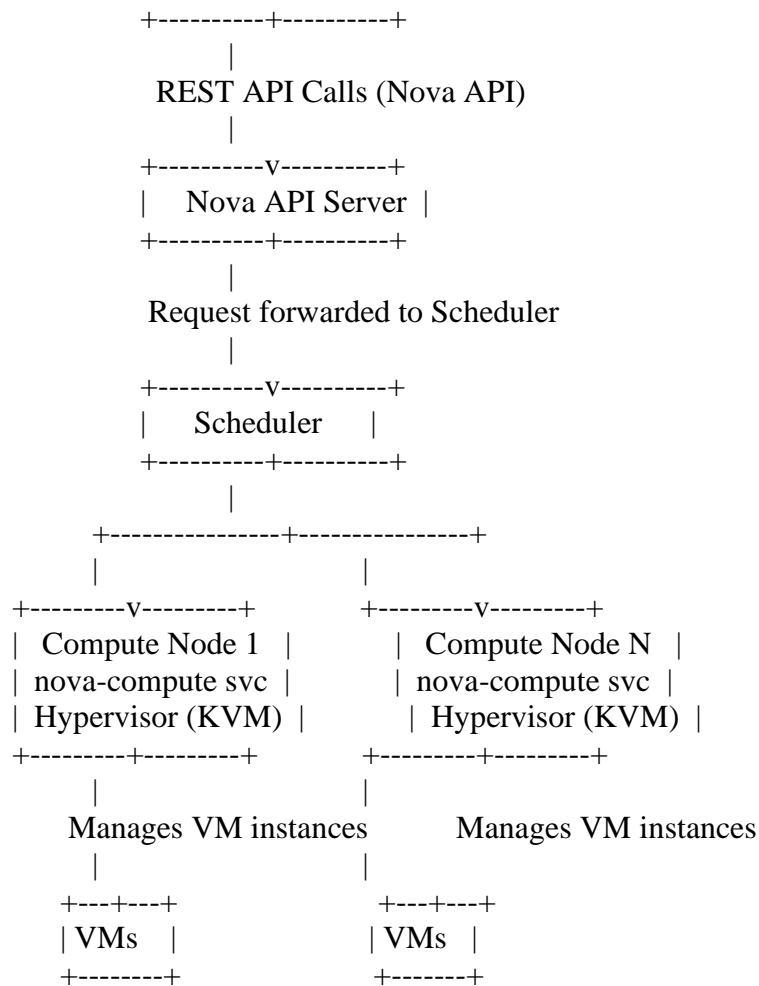 +----------+----------+
|
REST API Calls (Nova API)
|
+----------v----------+
| Nova API Server |
+----------+----------+
|
Request forwarded to Scheduler
|
+----------v----------+
| Scheduler |
+----------+----------+
|
+----------------+----------------+
| |
+---------v---------+ +---------v---------+
| Compute Node 1 | | Compute Node N |
| nova-compute svc | | nova-compute svc |
| Hypervisor (KVM) | | Hypervisor (KVM) |
+---------+---------+ +---------+---------+
| |
Manages VM instances Manages VM instances
| |
+---+---+ +---+---+
| VMs | | VMs |
+--------+ +-------+